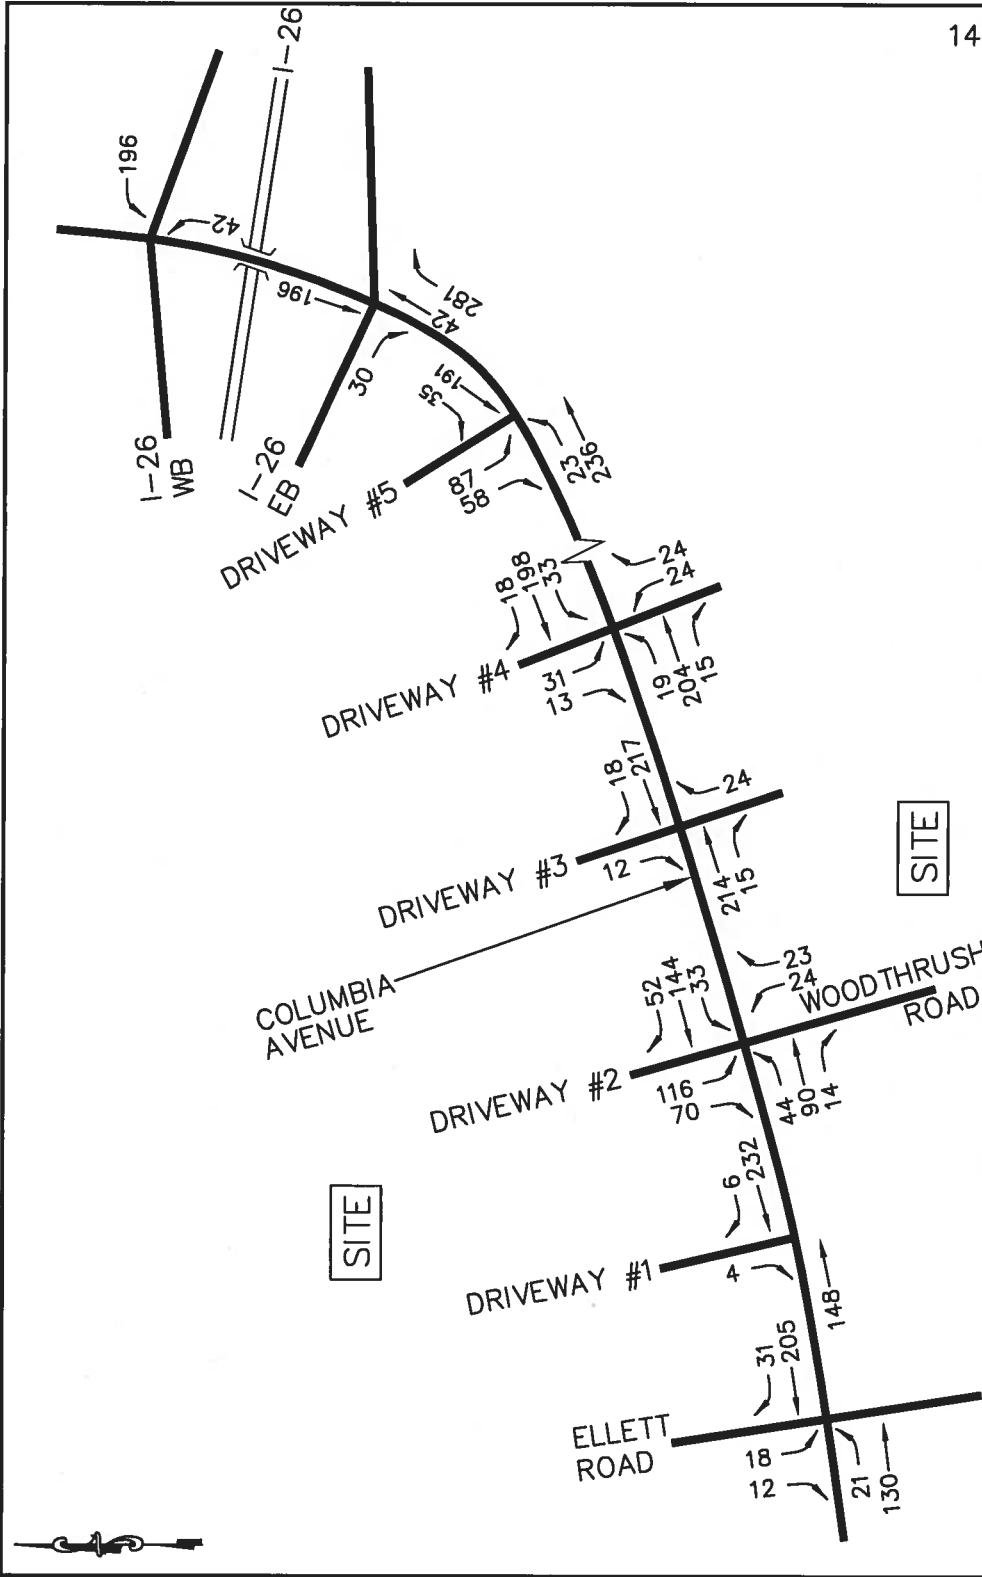 14
I-26
196
42
196
281
42
30
191
35
I-26
WB
I-26
EB
DRIVEWAY #5
87
58
23
236
24
24
18
198
33
DRIVEWAY #4
31
13
19
204
15
18
217
24
DRIVEWAY #3
12
214
15
SITE
COLUMBIA
AVENUE
52
144
33
23
24
WOODTHRUSH
ROAD
DRIVEWAY #2
116
70
44
90
14
SITE
6
232
DRIVEWAY #1
4
148
31
205
ELLETT
ROAD
18
12
21
130